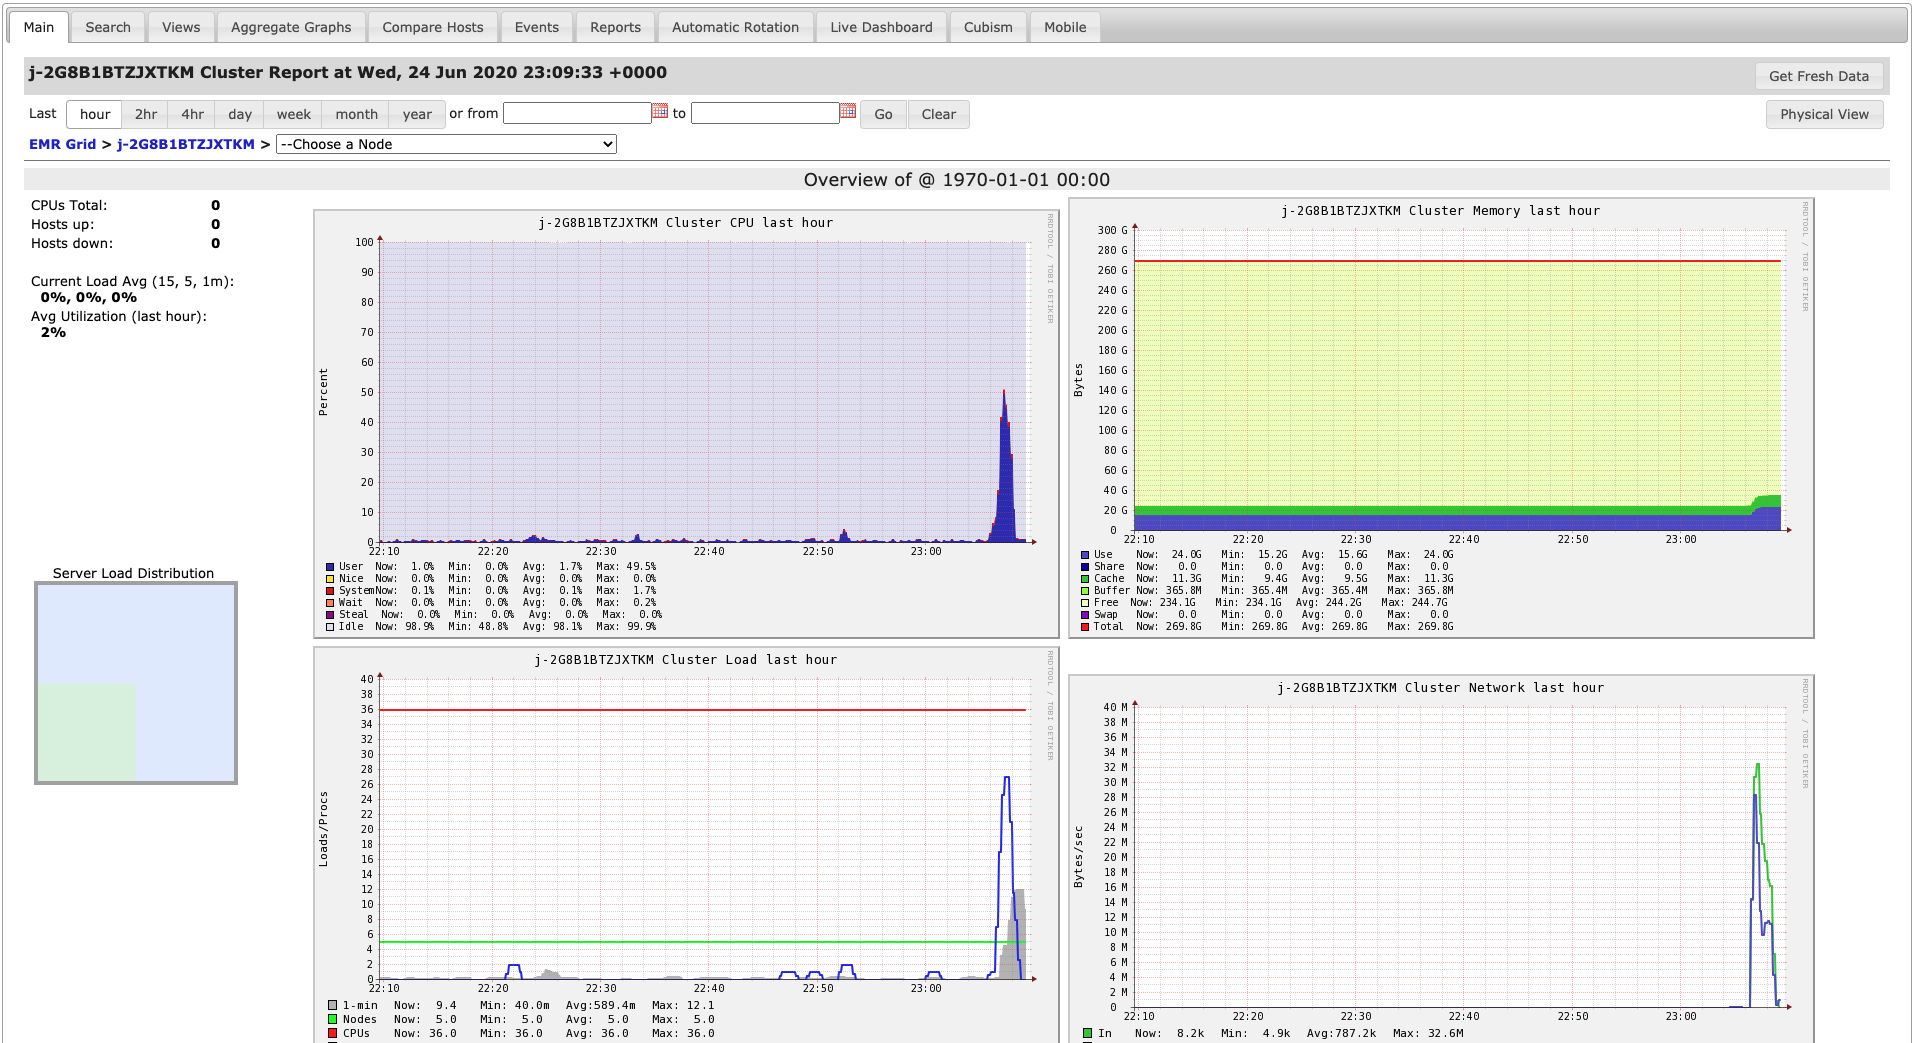 Main Search Views Aggregate Graphs Compare Hosts Events Reports Automatic Rotation Live Dashboard Cubism Mobile
j-2G8B1BTZJXTKM Cluster Report at Wed, 24 Jun 2020 23:09:33 +0000
Get Fresh Data
Last hour 2hr 4hr day week month year or from to Go Clear
Physical View
EMR Grid > j-2G8B1BTZJXTKM > --Choose a Node
Overview of @ 1970-01-01 00:00
CPUs Total: 0
Hosts up: 0
Hosts down: 0
Current Load Avg (15, 5, 1m):
0%, 0%, 0%
Avg Utilization (last hour):
2%
Server Load Distribution
j-2G8B1BTZJXTKM Cluster CPU last hour
RRDTOOL / TOBI OETIKER
Percent
100
90
80
70
60
50
40
30
20
10
0
22:10 22:20 22:30 22:40 22:50 23:00
User Now: 1.0% Min: 0.0% Avg: 1.7% Max: 49.5%
Nice Now: 0.0% Min: 0.0% Avg: 0.0% Max: 0.0%
System Now: 0.1% Min: 0.0% Avg: 0.1% Max: 1.7%
Wait Now: 0.0% Min: 0.0% Avg: 0.0% Max: 0.2%
Steal Now: 0.0% Min: 0.0% Avg: 0.0% Max: 0.0%
Idle Now: 98.9% Min: 48.8% Avg: 98.1% Max: 99.9%
j-2G8B1BTZJXTKM Cluster Memory last hour
RRDTOOL / TOBI OETIKER
Bytes
300 G
280 G
260 G
240 G
220 G
200 G
180 G
160 G
140 G
120 G
100 G
80 G
60 G
40 G
20 G
0
22:10 22:20 22:30 22:40 22:50 23:00
Use Now: 24.0G Min: 15.2G Avg: 15.6G Max: 24.0G
Share Now: 0.0 Min: 0.0 Avg: 0.0 Max: 0.0
Cache Now: 11.3G Min: 9.4G Avg: 9.5G Max: 11.3G
Buffer Now: 365.8M Min: 365.4M Avg: 365.4M Max: 365.8M
Free Now: 234.1G Min: 234.1G Avg: 244.2G Max: 244.7G
Swap Now: 0.0 Min: 0.0 Avg: 0.0 Max: 0.0
Total Now: 269.8G Min: 269.8G Avg: 269.8G Max: 269.8G
j-2G8B1BTZJXTKM Cluster Load last hour
RRDTOOL / TOBI OETIKER
Loads/Procs
40
38
36
34
32
30
28
26
24
22
20
18
16
14
12
10
8
6
4
2
0
22:10 22:20 22:30 22:40 22:50 23:00
1-min Now: 9.4 Min: 40.0m Avg:589.4m Max: 12.1
Nodes Now: 5.0 Min: 5.0 Avg: 5.0 Max: 5.0
CPUs Now: 36.0 Min: 36.0 Avg: 36.0 Max: 36.0
j-2G8B1BTZJXTKM Cluster Network last hour
RRDTOOL / TOBI OETIKER
Bytes/sec
40 M
38 M
36 M
34 M
32 M
30 M
28 M
26 M
24 M
22 M
20 M
18 M
16 M
14 M
12 M
10 M
8 M
6 M
4 M
2 M
0
22:10 22:20 22:30 22:40 22:50 23:00
In Now: 8.2k Min: 4.9k Avg:787.2k Max: 32.6M